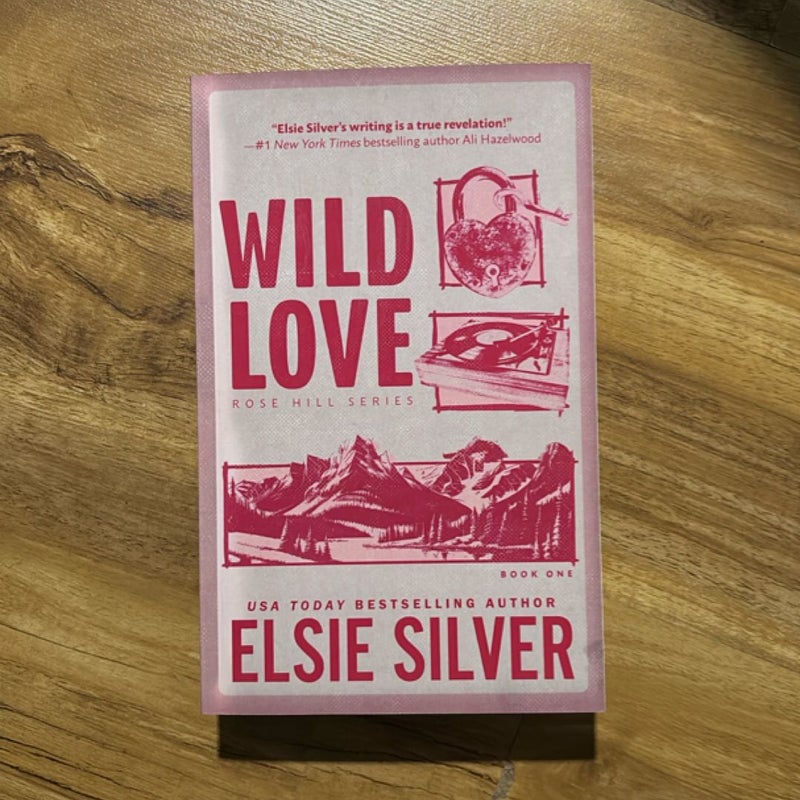 “Elsie Silver’s writing is a true revelation!”
—#1 New York Times bestselling author Ali Hazelwood
WILD
LOVE
ROSE HILL SERIES
BOOK ONE
USA TODAY BESTSELLING AUTHOR
ELSIE SILVER